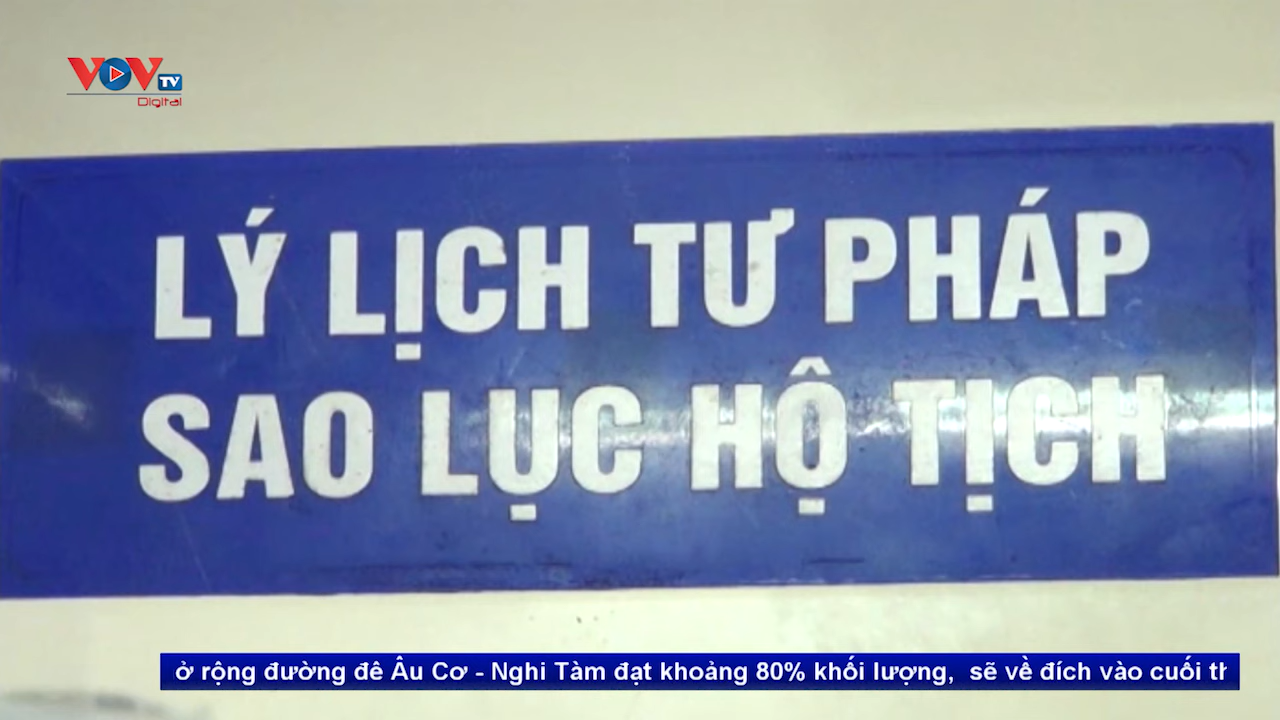 VOV TV
Digital
LÝ LỊCH TƯ PHÁP
SAO LỤC HỘ TỊCH
ở rộng đường đê Âu Cơ - Nghi Tàm đạt khoảng 80% khối lượng, sẽ về đích vào cuối